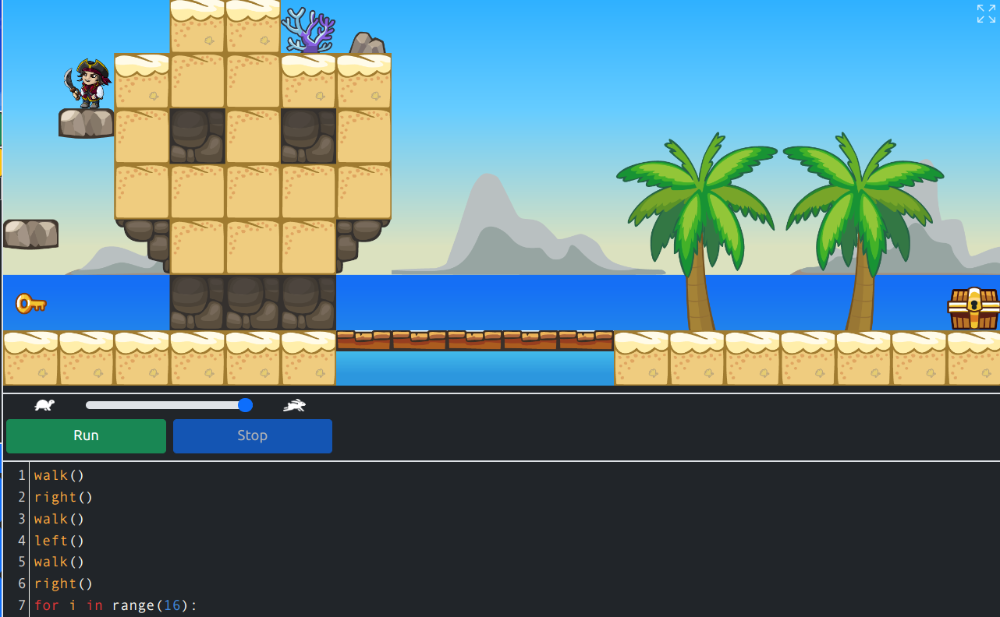 Run
Stop
1 walk()
2 right()
3 walk()
4 left()
5 walk()
6 right()
7 for i in range(16):